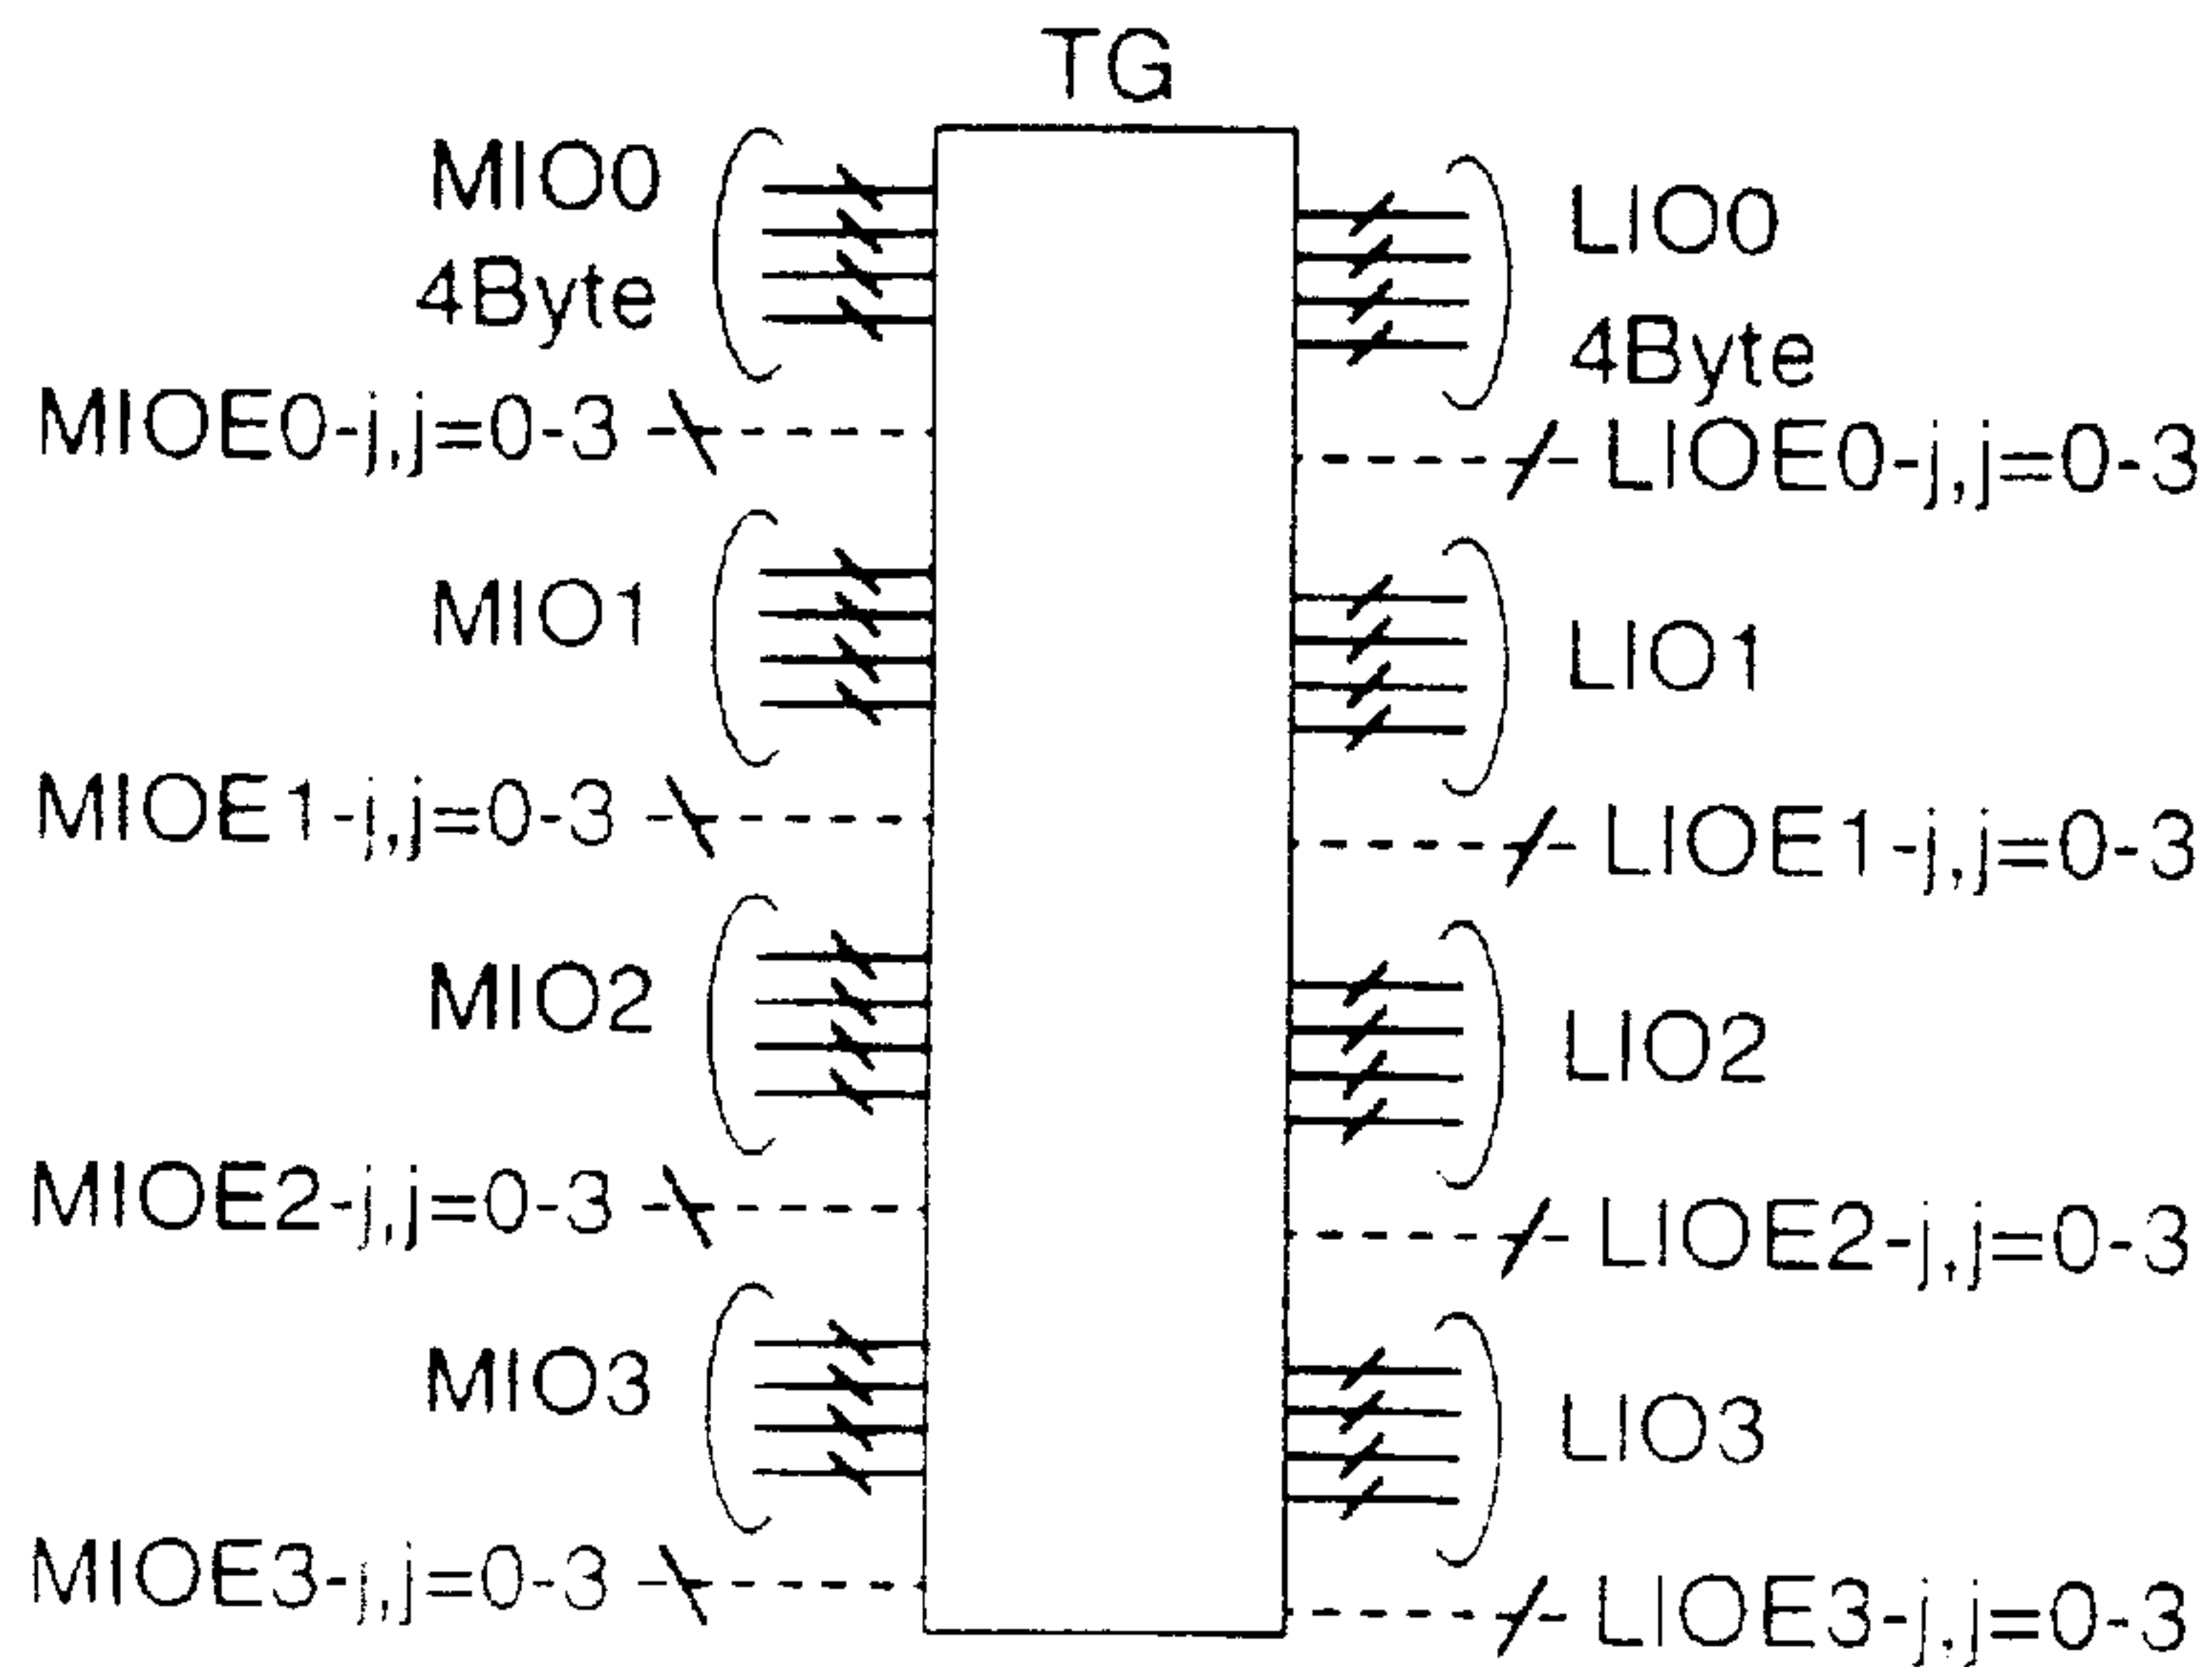 TG
MIO0
4Byte
LIO0
4Byte
MIOE0-j,j=0-3
LIOE0-j,j=0-3
MIO1
LIO1
MIOE1-j,j=0-3
LIOE1-j,j=0-3
MIO2
LIO2
MIOE2-j,j=0-3
LIOE2-j,j=0-3
MIO3
LIO3
MIOE3-j,j=0-3
LIOE3-j,j=0-3